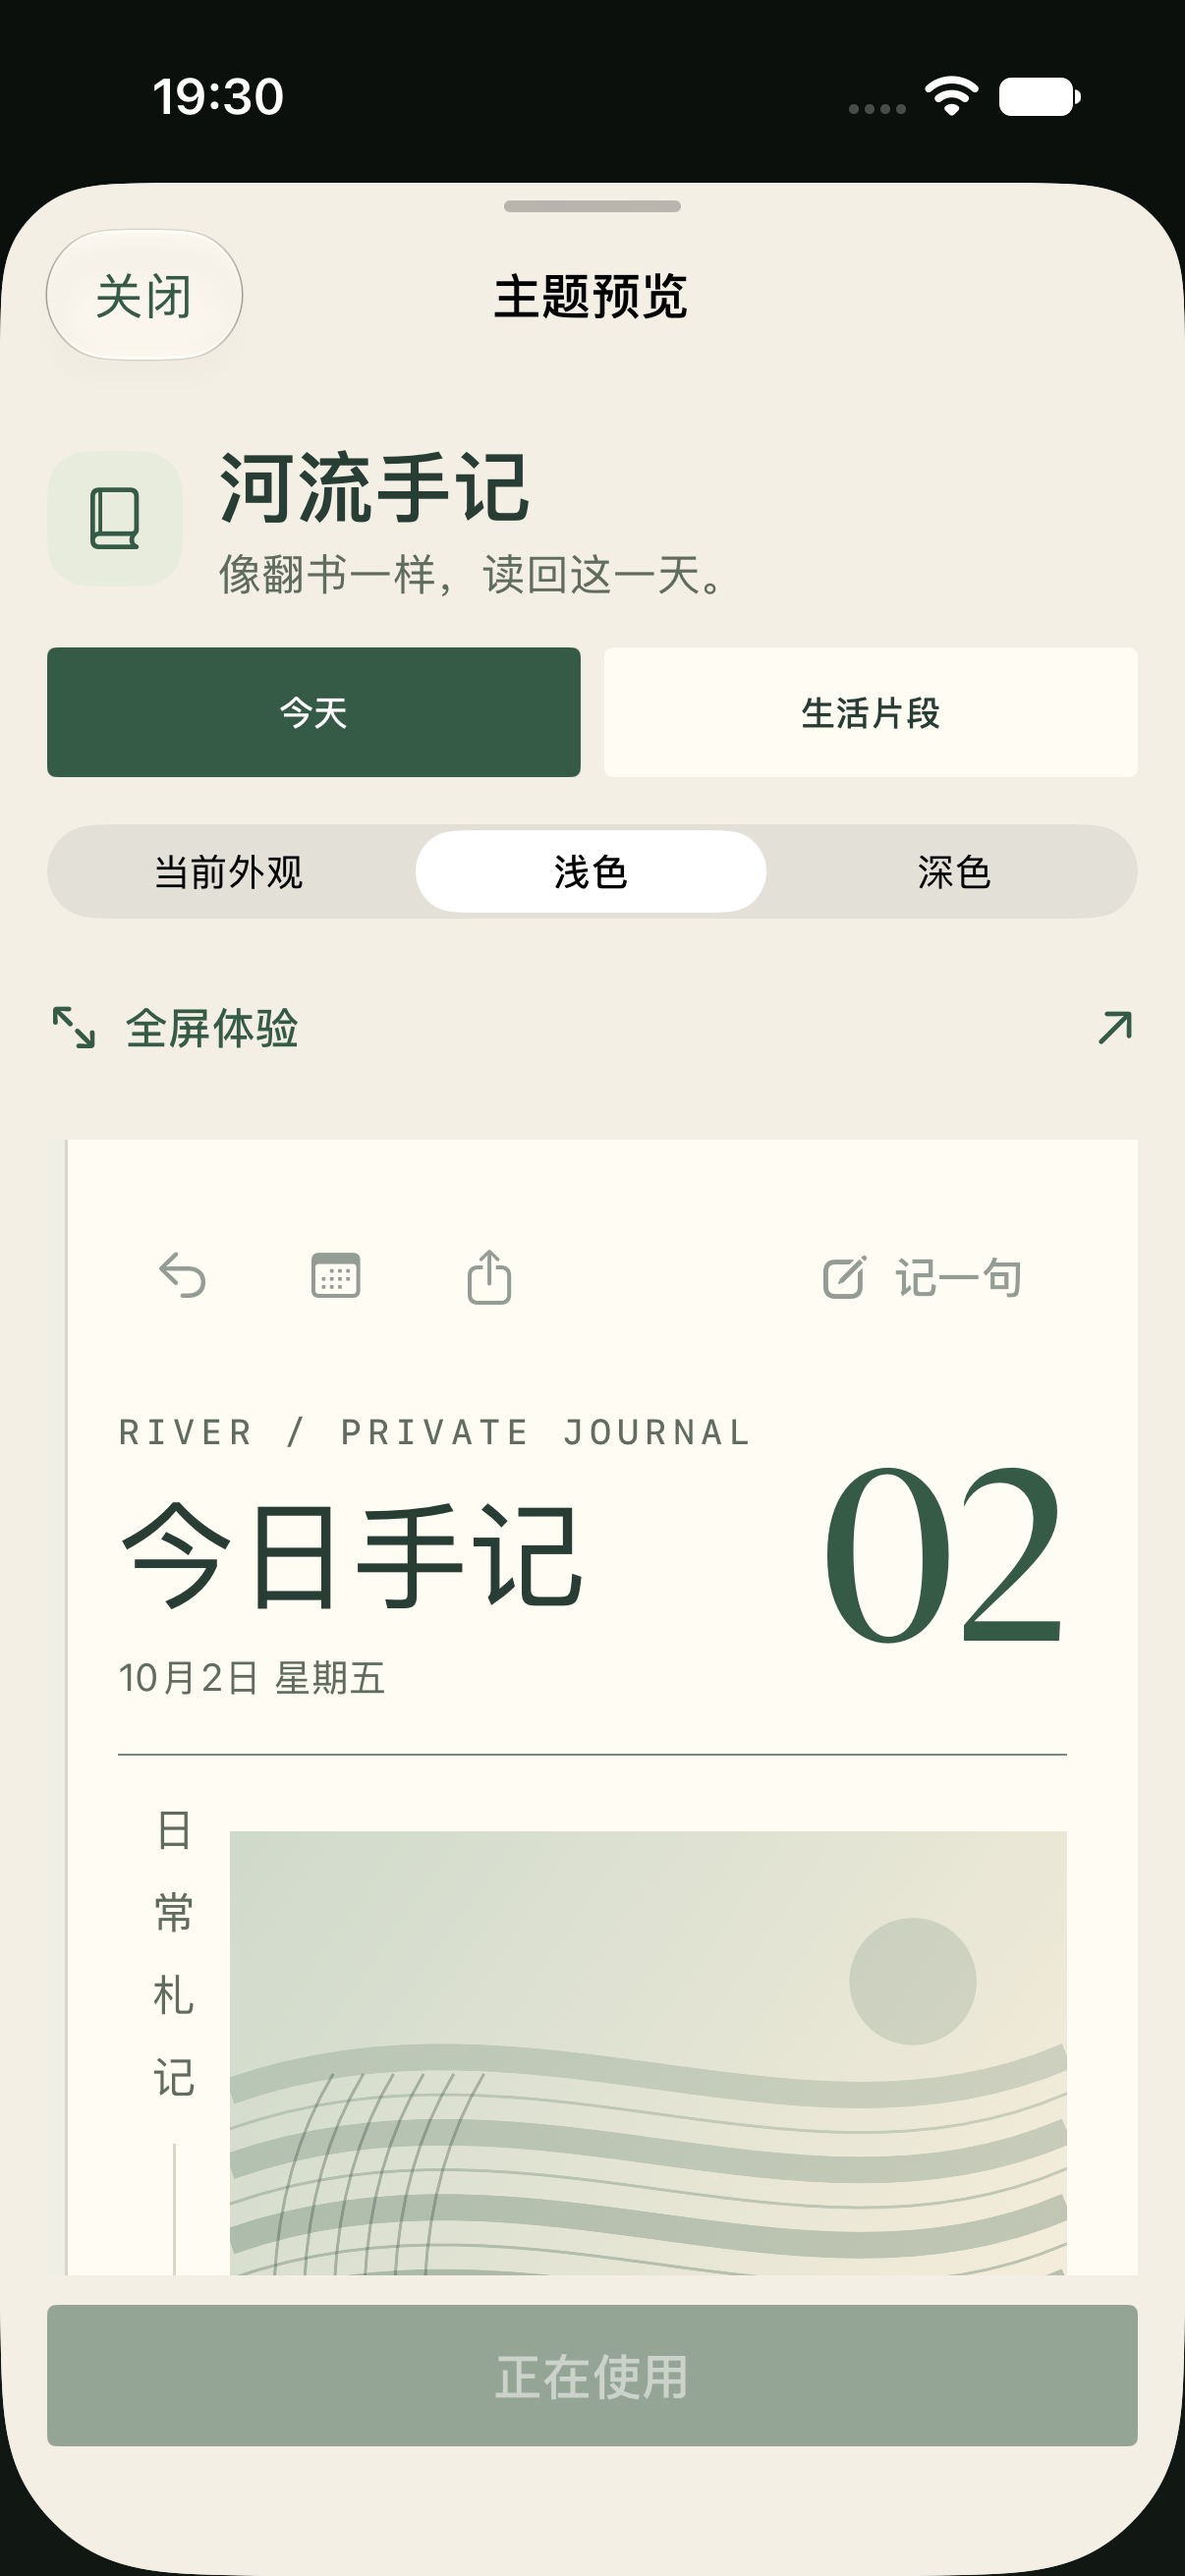 19:30
关闭
主题预览
河流手记
像翻书一样，读回这一天。
今天
生活片段
当前外观
浅色
深色
全屏体验
记一句
RIVER / PRIVATE JOURNAL
今日手记
02
10月2日 星期五
日常札记
正在使用